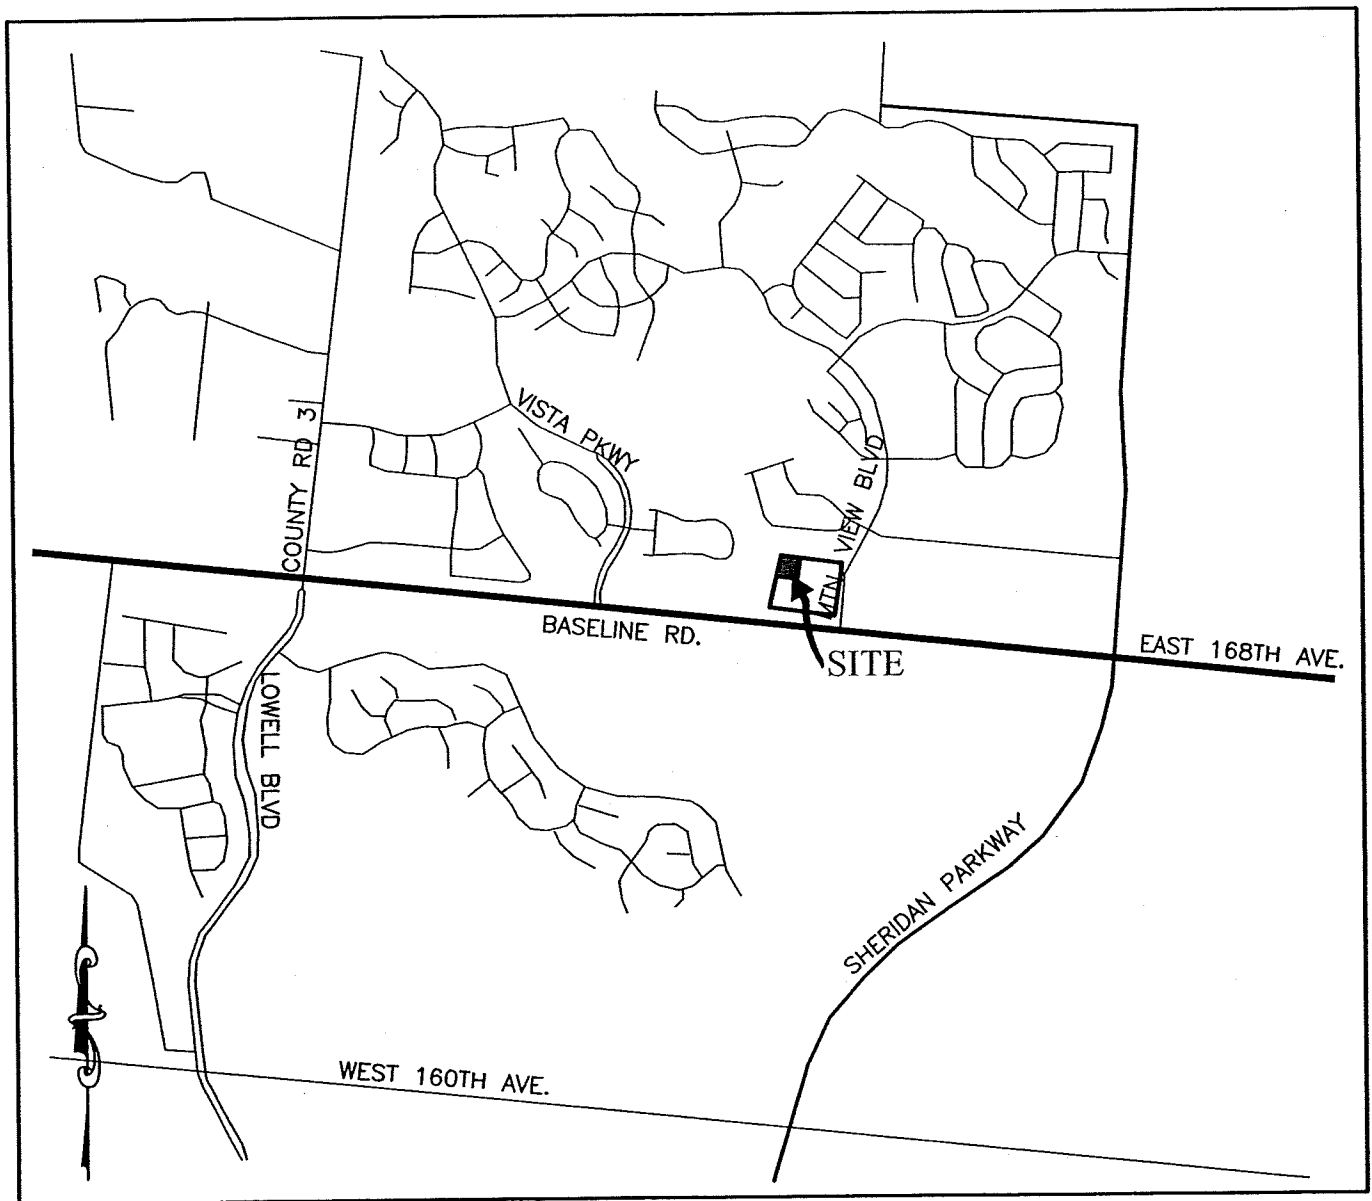 VISTA PKWY
COUNTY RD 3
MTN VIEW BLVD
BASELINE RD.
EAST 168TH AVE.
SITE
LOWELL BLVD
SHERIDAN PARKWAY
WEST 160TH AVE.